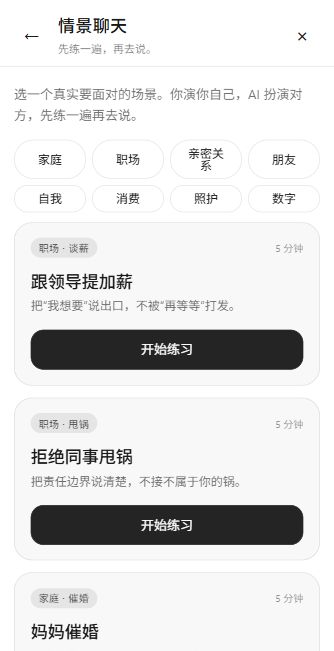 ← 情景聊天 ×
先练一遍，再去说。
选一个真实要面对的场景。你演你自己，AI 扮演对
方，先练一遍再去说。
家庭 职场 亲密关 朋友
系
自我 消费 照护 数字
职场 · 谈薪 5 分钟
跟领导提加薪
把“我想要”说出口，不被“再等等”打发。
开始练习
职场 · 甩锅 5 分钟
拒绝同事甩锅
把责任边界说清楚，不接不属于你的锅。
开始练习
家庭 · 催婚 5 分钟
妈妈催婚